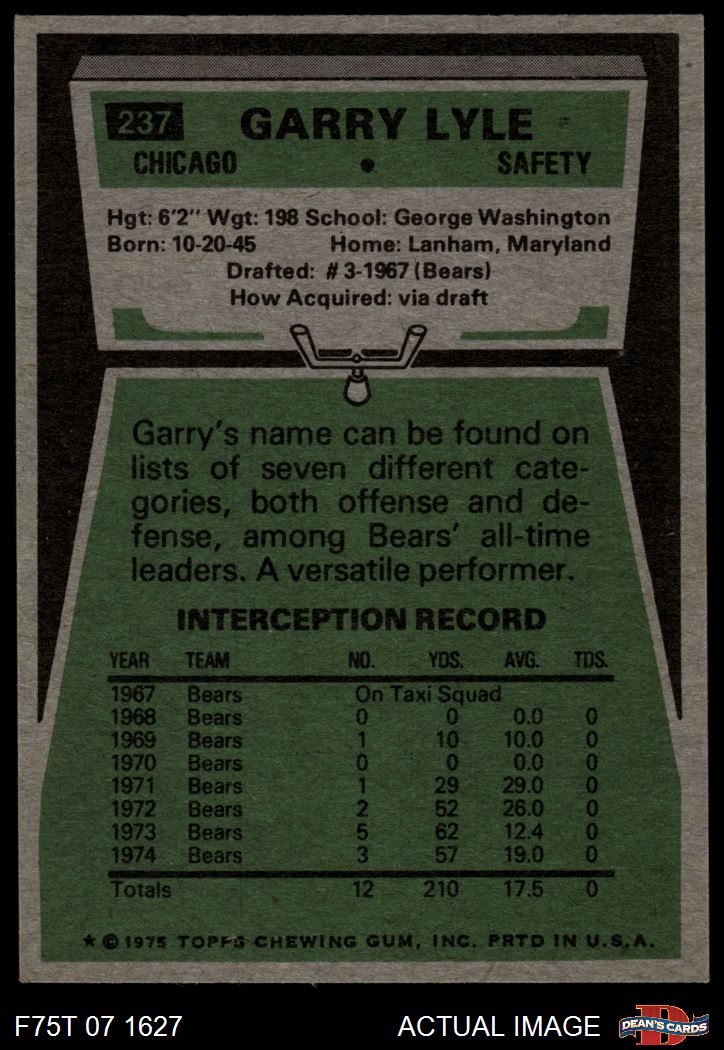 237 GARRY LYLE
CHICAGO • SAFETY
Hgt: 6'2" Wgt: 198 School: George Washington
Born: 10-20-45 Home: Lanham, Maryland
Drafted: #3-1967 (Bears)
How Acquired: via draft
Garry's name can be found on
lists of seven different cate-
gories, both offense and de-
fense, among Bears' all-time
leaders. A versatile performer.
INTERCEPTION RECORD
YEAR TEAM NO. YDS. AVG. TDS.
1967 Bears On Taxi Squad
1968 Bears 0 0 0.0 0
1969 Bears 1 10 10.0 0
1970 Bears 0 0 0.0 0
1971 Bears 1 29 29.0 0
1972 Bears 2 52 26.0 0
1973 Bears 5 62 12.4 0
1974 Bears 3 57 19.0 0
Totals 12 210 17.5 0
* © 1975 TOPPS CHEWING GUM, INC. PRTD IN U.S.A.
F75T 07 1627 ACTUAL IMAGE D DEAN'S CARDS